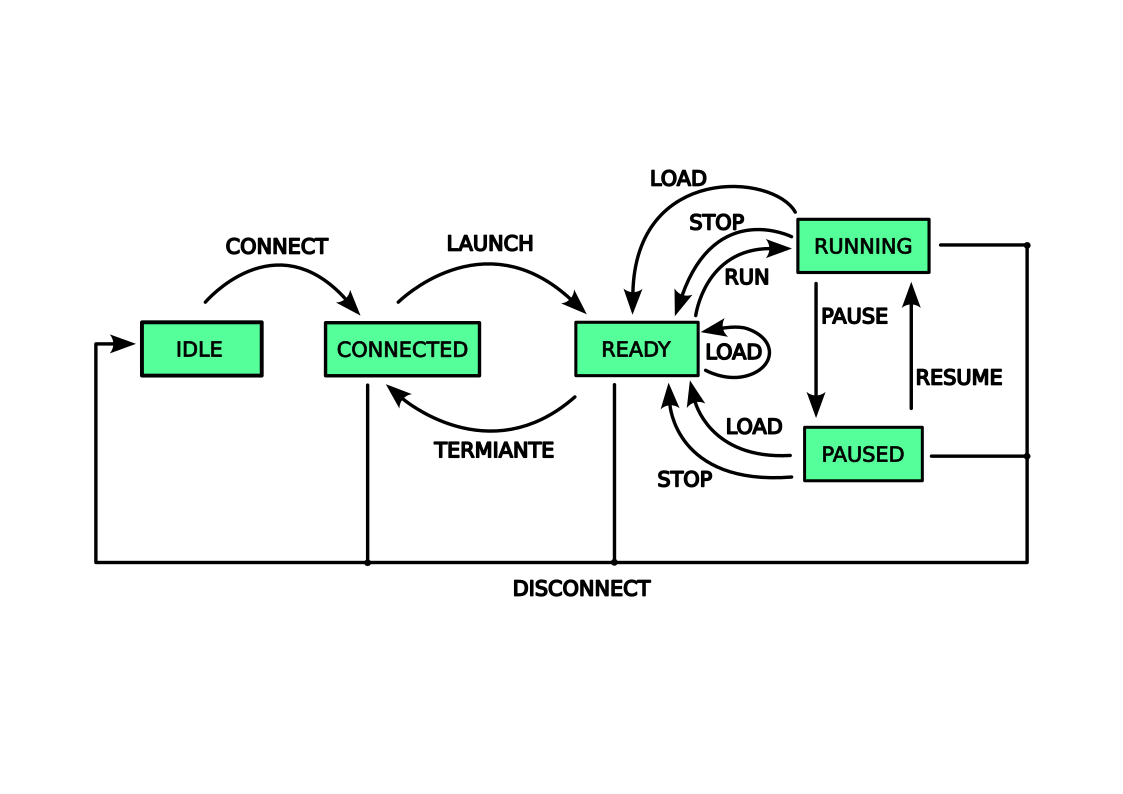 LOAD
STOP
CONNECT
LAUNCH
RUNNING
RUN
PAUSE
IDLE
CONNECTED
READY
LOAD
RESUME
LOAD
TERMIANTE
PAUSED
STOP
DISCONNECT